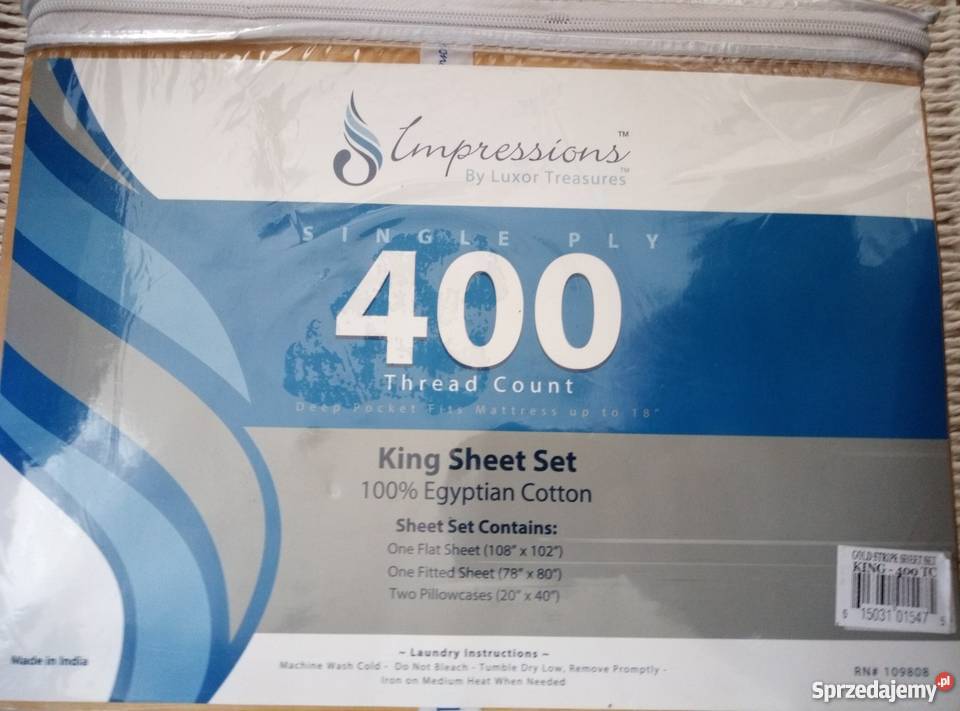 Impressions™
By Luxor Treasures™
SINGLE PLY
400
Thread Count
Deep Pocket Fits Mattress up to 18"
King Sheet Set
100% Egyptian Cotton
Sheet Set Contains:
One Flat Sheet (108" x 102")
One Fitted Sheet (78" x 80")
Two Pillowcases (20" x 40")
GOLD STRIPE SHEET SET
KING - 400 TC
6 15031 01547 5
~ Laundry Instructions ~
Machine Wash Cold - Do Not Bleach - Tumble Dry Low, Remove Promptly -
Iron on Medium Heat When Needed
Made in India
RN# 109808
Sprzedajemy.pl